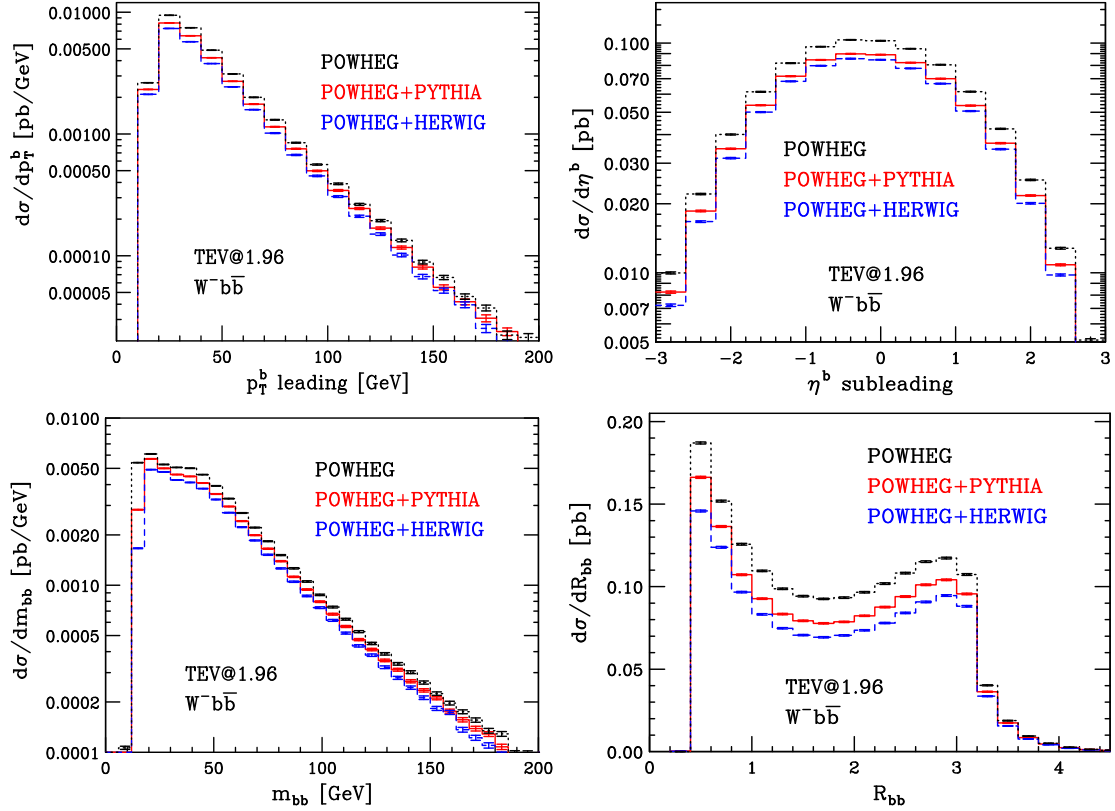 0.01000
0.00500
0.00100
0.00050
0.00010
0.00005
dσ/dp_T^b [pb/GeV]
POWHEG
POWHEG+PYTHIA
POWHEG+HERWIG
TEV@1.96
W⁻bb̅
0 50 100 150 200
p_T^b leading [GeV]
0.100
0.070
0.050
0.030
0.020
0.010
0.007
0.005
dσ/dη^b [pb]
POWHEG
POWHEG+PYTHIA
POWHEG+HERWIG
TEV@1.96
W⁻bb̅
−3 −2 −1 0 1 2 3
η^b subleading
0.0100
0.0050
0.0020
0.0010
0.0005
0.0002
0.0001
dσ/dm_bb [pb/GeV]
POWHEG
POWHEG+PYTHIA
POWHEG+HERWIG
TEV@1.96
W⁻bb̅
0 50 100 150 200
m_bb [GeV]
0.20
0.15
0.10
0.05
0.00
dσ/dR_bb [pb]
POWHEG
POWHEG+PYTHIA
POWHEG+HERWIG
TEV@1.96
W⁻bb̅
0 1 2 3 4
R_bb